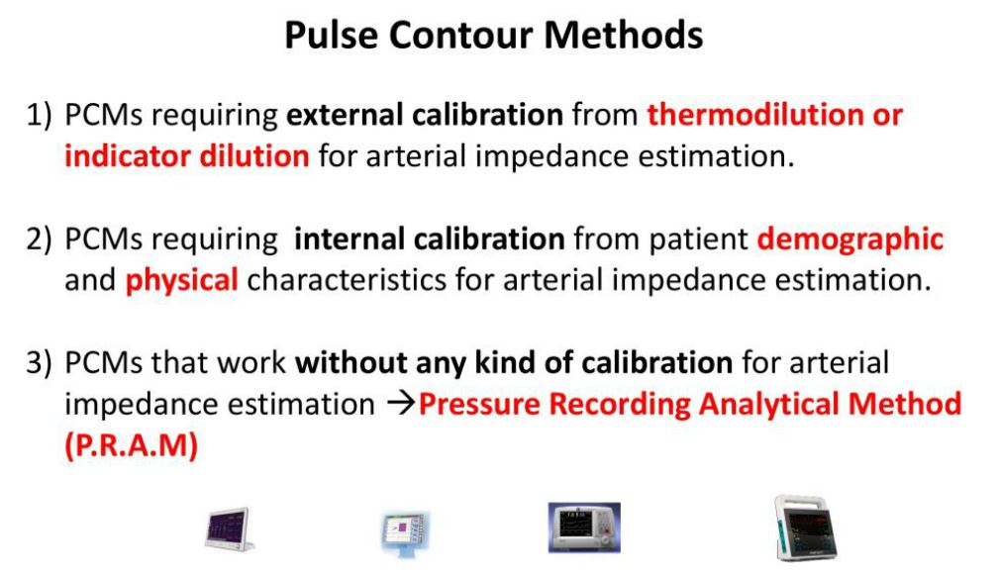 Pulse Contour Methods
1) PCMs requiring external calibration from thermodilution or
indicator dilution for arterial impedance estimation.
2) PCMs requiring  internal calibration from patient demographic
and physical characteristics for arterial impedance estimation.
3) PCMs that work without any kind of calibration for arterial
impedance estimation →Pressure Recording Analytical Method
(P.R.A.M)